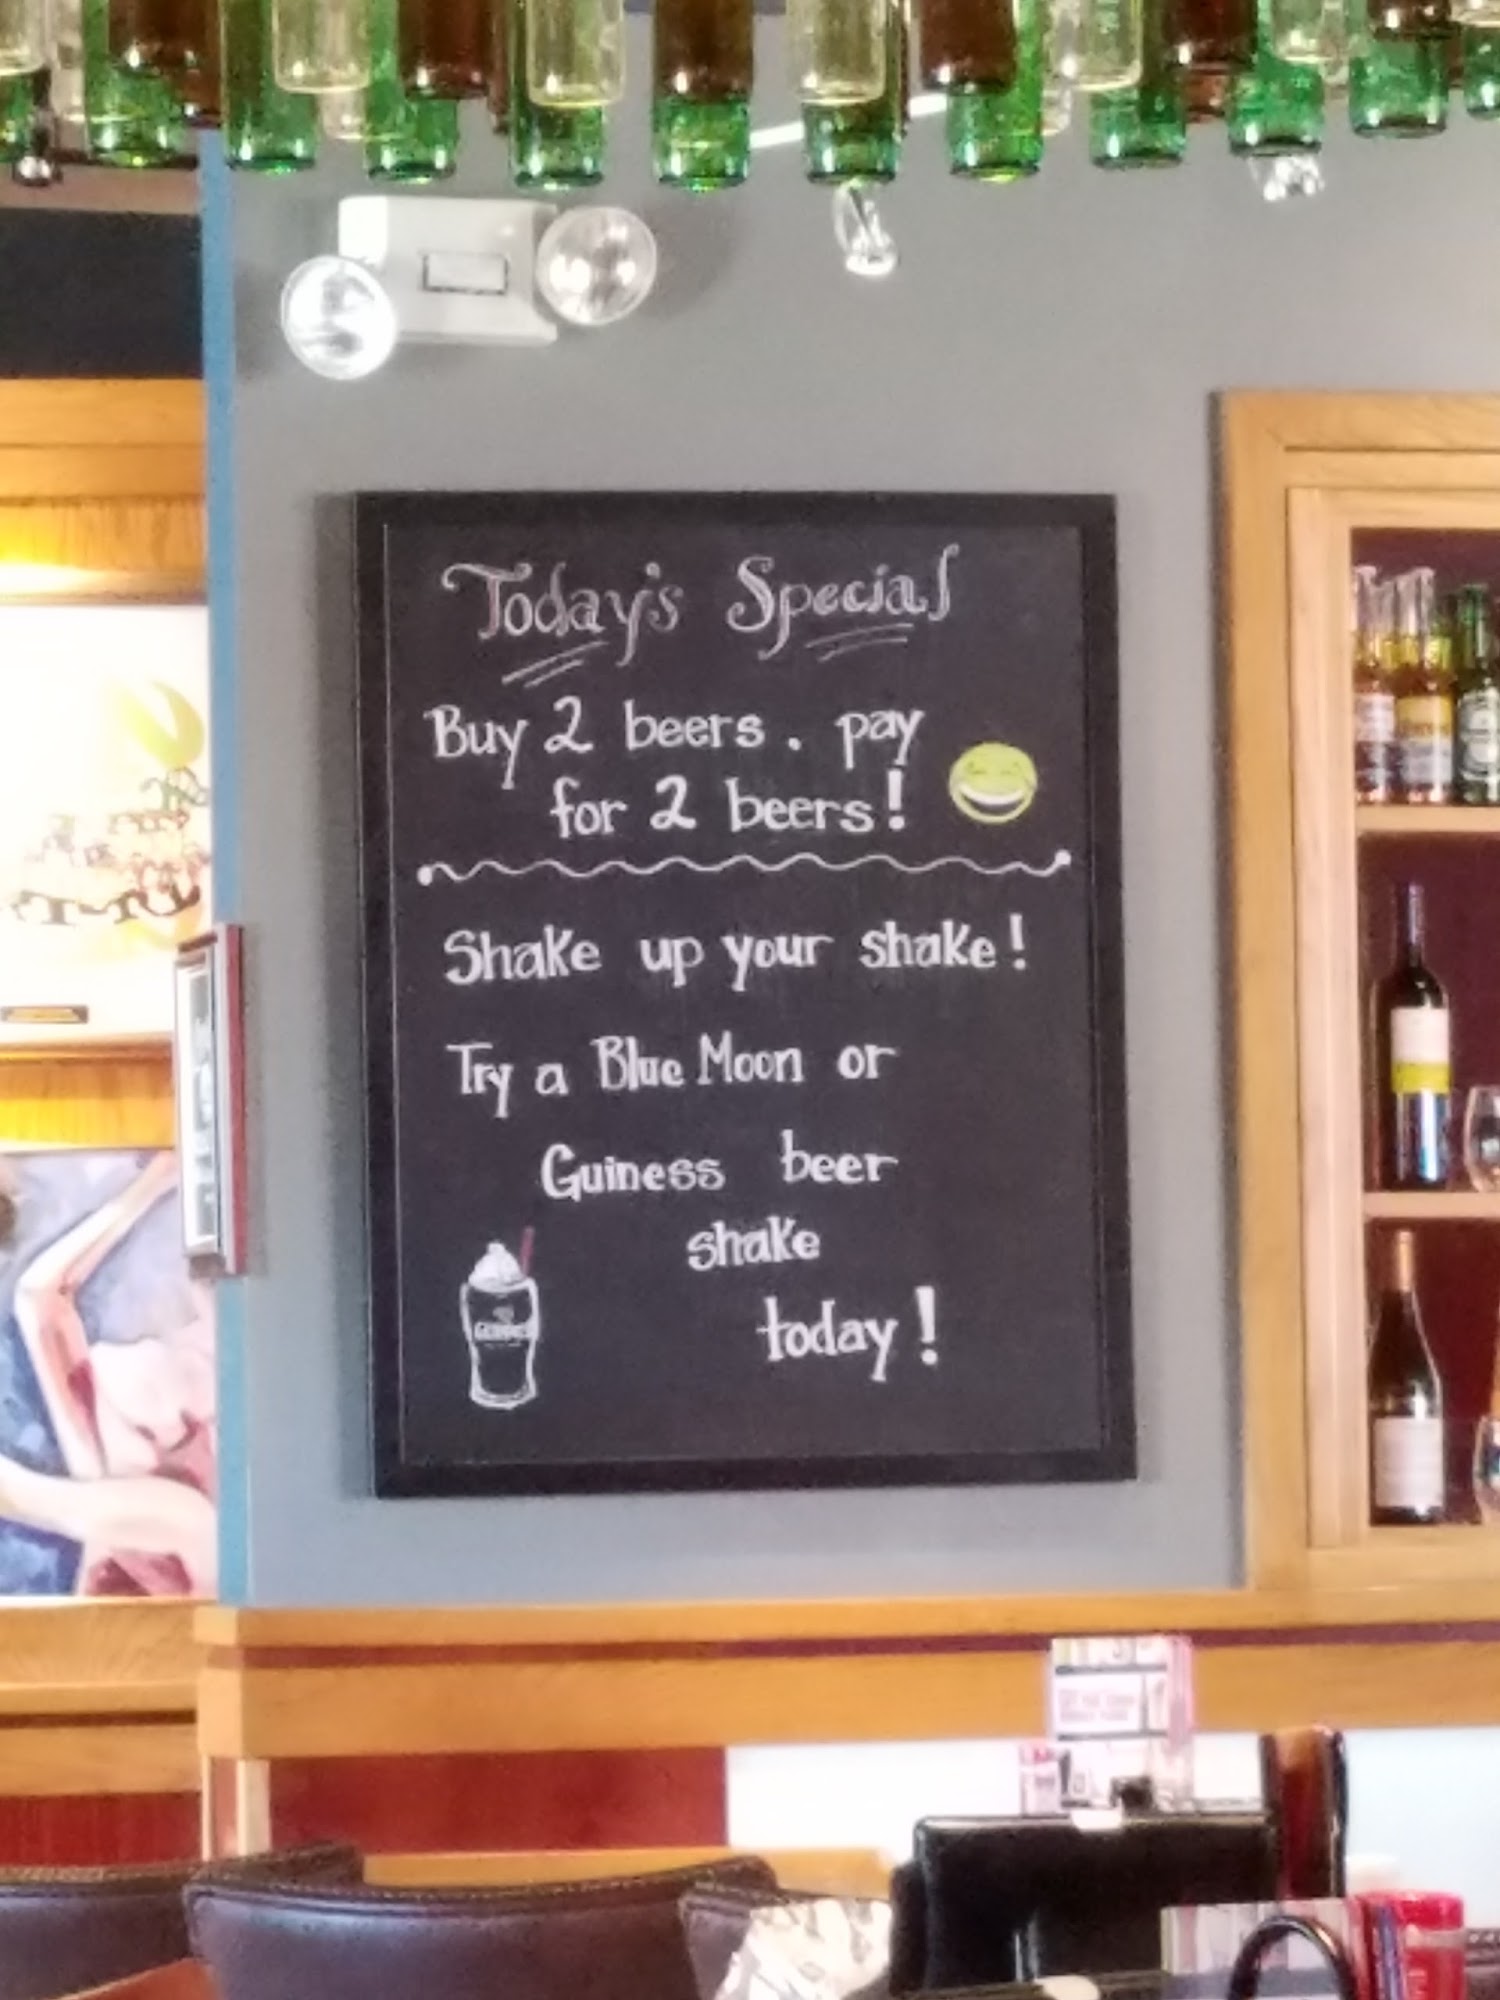 Today's Special
Buy 2 beers. pay
for 2 beers!
Shake up your shake!
Try a Blue Moon or
Guiness beer
shake
today!